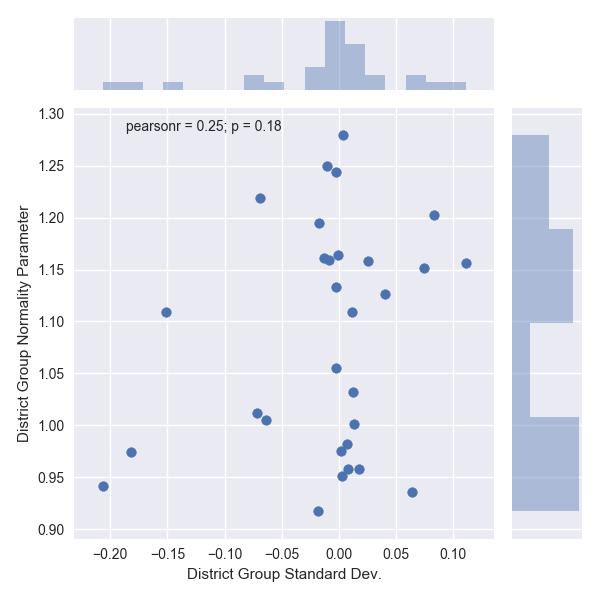 pearsonr = 0.25; p = 0.18
1.30
1.25
1.20
1.15
1.10
1.05
1.00
0.95
0.90
District Group Normality Parameter
−0.20 −0.15 −0.10 −0.05 0.00 0.05 0.10
District Group Standard Dev.